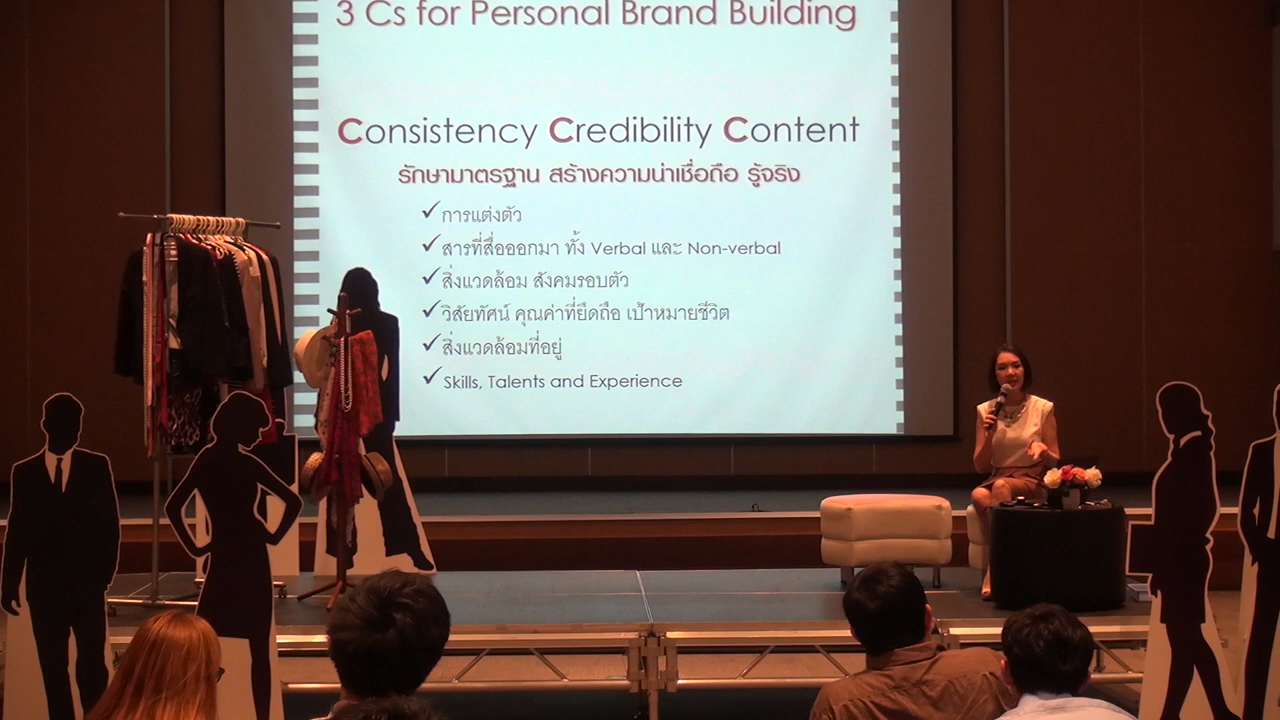 3 Cs for Personal Brand Building
Consistency Credibility Content
รักษามาตรฐาน สร้างความน่าเชื่อถือ รู้จริง
✓การแต่งตัว
✓สารที่สื่อออกมา ทั้ง Verbal และ Non-verbal
✓สิ่งแวดล้อม สังคมรอบตัว
✓วิสัยทัศน์ คุณค่าที่ยึดถือ เป้าหมายชีวิต
✓สิ่งแวดล้อมที่อยู่
✓Skills, Talents and Experience